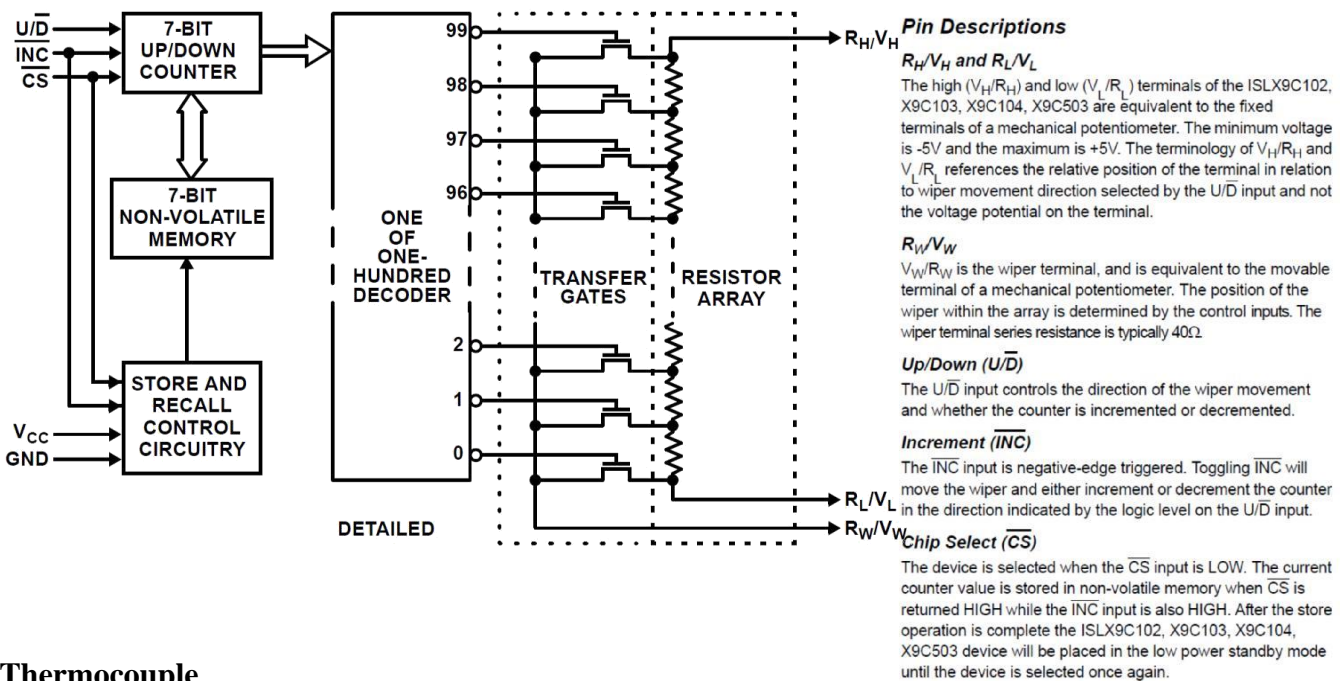 U/D̅
I̅N̅C̅
C̅S̅
7-BIT
UP/DOWN
COUNTER
7-BIT
NON-VOLATILE
MEMORY
STORE AND
RECALL
CONTROL
CIRCUITRY
VCC
GND
99
98
97
96
2
1
0
ONE
OF
ONE-
HUNDRED
DECODER
DETAILED
TRANSFER
GATES
RESISTOR
ARRAY
RH/VH
RL/VL
RW/VW
Pin Descriptions
RH/VH and RL/VL
The high (VH/RH) and low (VL/RL) terminals of the ISLX9C102,
X9C103, X9C104, X9C503 are equivalent to the fixed
terminals of a mechanical potentiometer. The minimum voltage
is -5V and the maximum is +5V. The terminology of VH/RH and
VL/RL references the relative position of the terminal in relation
to wiper movement direction selected by the U/D̅ input and not
the voltage potential on the terminal.
RW/VW
VW/RW is the wiper terminal, and is equivalent to the movable
terminal of a mechanical potentiometer. The position of the
wiper within the array is determined by the control inputs. The
wiper terminal series resistance is typically 40Ω
Up/Down (U/D̅)
The U/D̅ input controls the direction of the wiper movement
and whether the counter is incremented or decremented.
Increment (I̅N̅C̅)
The I̅N̅C̅ input is negative-edge triggered. Toggling I̅N̅C̅ will
move the wiper and either increment or decrement the counter
in the direction indicated by the logic level on the U/D̅ input.
Chip Select (C̅S̅)
The device is selected when the C̅S̅ input is LOW. The current
counter value is stored in non-volatile memory when C̅S̅ is
returned HIGH while the I̅N̅C̅ input is also HIGH. After the store
operation is complete the ISLX9C102, X9C103, X9C104,
X9C503 device will be placed in the low power standby mode
until the device is selected once again.
Thermocouple